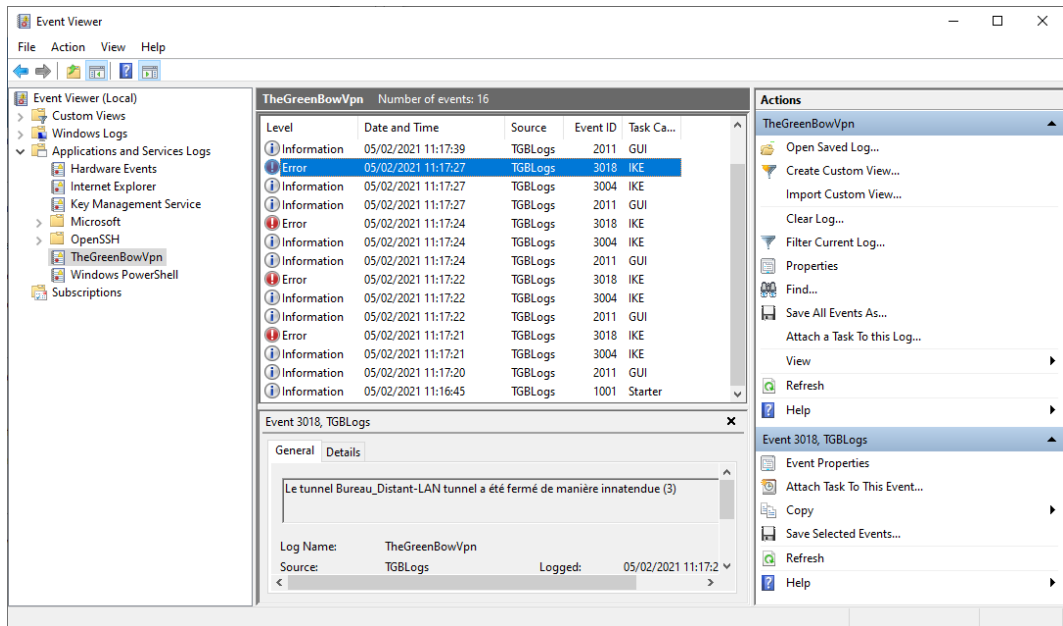 Event Viewer
File Action View Help
Event Viewer (Local)
Custom Views
Windows Logs
Applications and Services Logs
Hardware Events
Internet Explorer
Key Management Service
Microsoft
OpenSSH
TheGreenBowVpn
Windows PowerShell
Subscriptions
TheGreenBowVpn Number of events: 16
Level Date and Time Source Event ID Task Ca...
Information 05/02/2021 11:17:39 TGBLogs 2011 GUI
Error 05/02/2021 11:17:27 TGBLogs 3018 IKE
Information 05/02/2021 11:17:27 TGBLogs 3004 IKE
Information 05/02/2021 11:17:27 TGBLogs 2011 GUI
Error 05/02/2021 11:17:24 TGBLogs 3018 IKE
Information 05/02/2021 11:17:24 TGBLogs 3004 IKE
Information 05/02/2021 11:17:24 TGBLogs 2011 GUI
Error 05/02/2021 11:17:22 TGBLogs 3018 IKE
Information 05/02/2021 11:17:22 TGBLogs 3004 IKE
Information 05/02/2021 11:17:22 TGBLogs 2011 GUI
Error 05/02/2021 11:17:21 TGBLogs 3018 IKE
Information 05/02/2021 11:17:21 TGBLogs 3004 IKE
Information 05/02/2021 11:17:20 TGBLogs 2011 GUI
Information 05/02/2021 11:16:45 TGBLogs 1001 Starter
Event 3018, TGBLogs
General Details
Le tunnel Bureau_Distant-LAN tunnel a été fermé de manière innatendue (3)
Log Name: TheGreenBowVpn
Source: TGBLogs Logged: 05/02/2021 11:17:2
Actions
TheGreenBowVpn
Open Saved Log...
Create Custom View...
Import Custom View...
Clear Log...
Filter Current Log...
Properties
Find...
Save All Events As...
Attach a Task To this Log...
View
Refresh
Help
Event 3018, TGBLogs
Event Properties
Attach Task To This Event...
Copy
Save Selected Events...
Refresh
Help